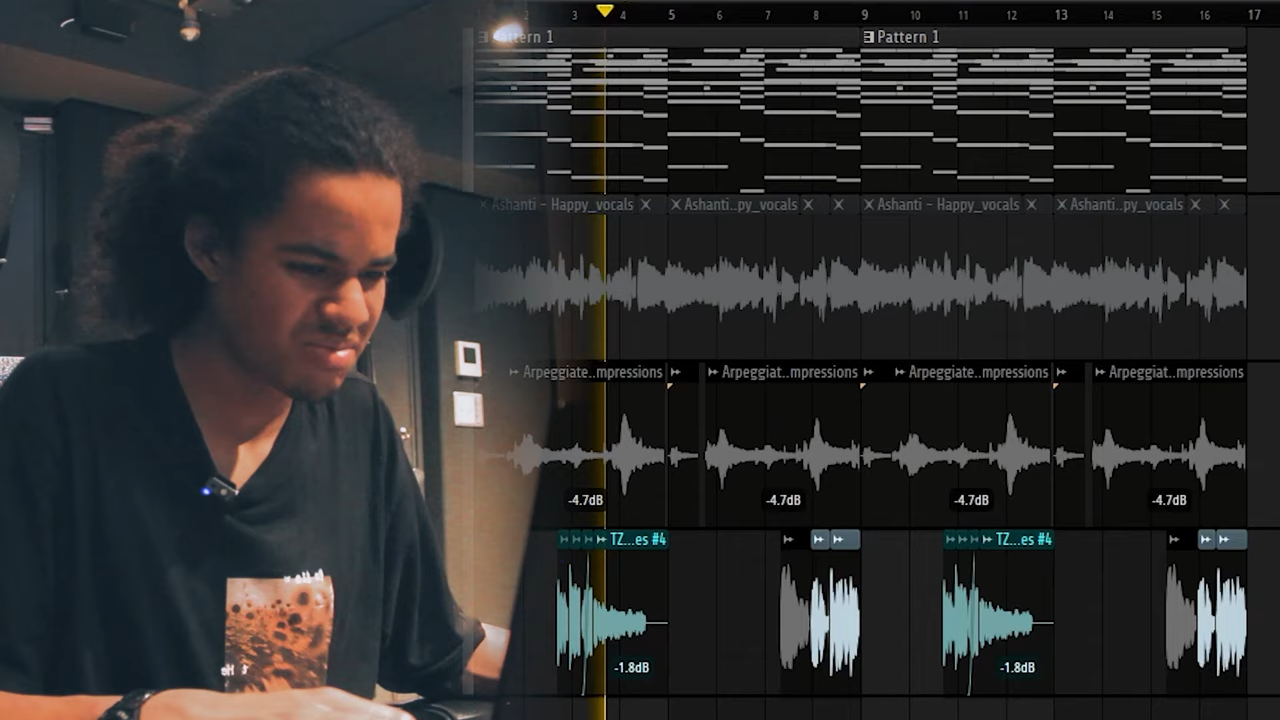 2 3 4 5 6 7 8 9 10 11 12 13 14 15 16 17
Pattern 1 Pattern 1
Ashanti - Happy_vocals Ashanti..py_vocals Ashanti - Happy_vocals Ashanti..py_vocals
Arpeggiate..mpressions Arpeggiat..mpressions Arpeggiate..mpressions Arpeggiat..mpressions
-4.7dB -4.7dB -4.7dB -4.7dB
TZ...es #4 TZ...es #4
-1.8dB -1.8dB